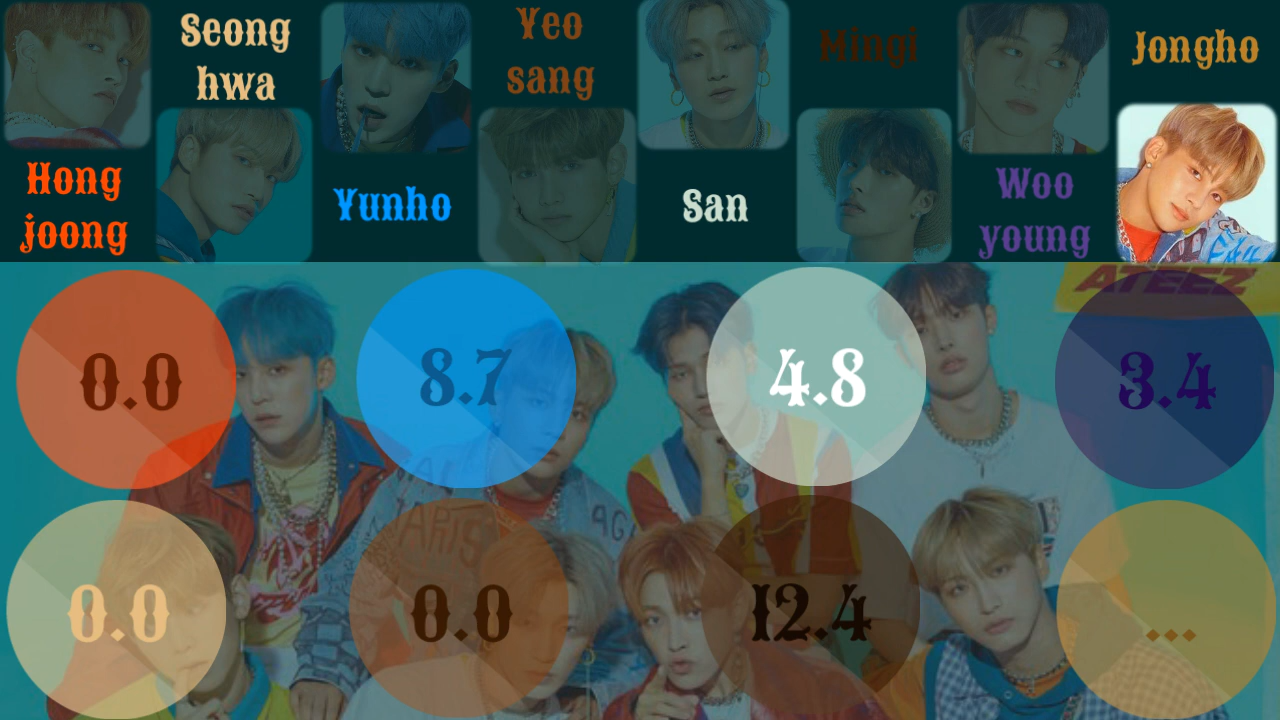 Seong
hwa
Yeo
sang
Mingi
Jongho
Hong
joong
Yunho
San
Woo
young
ATEEZ
0.0
8.7
4.8
3.4
0.0
0.0
12.4
...